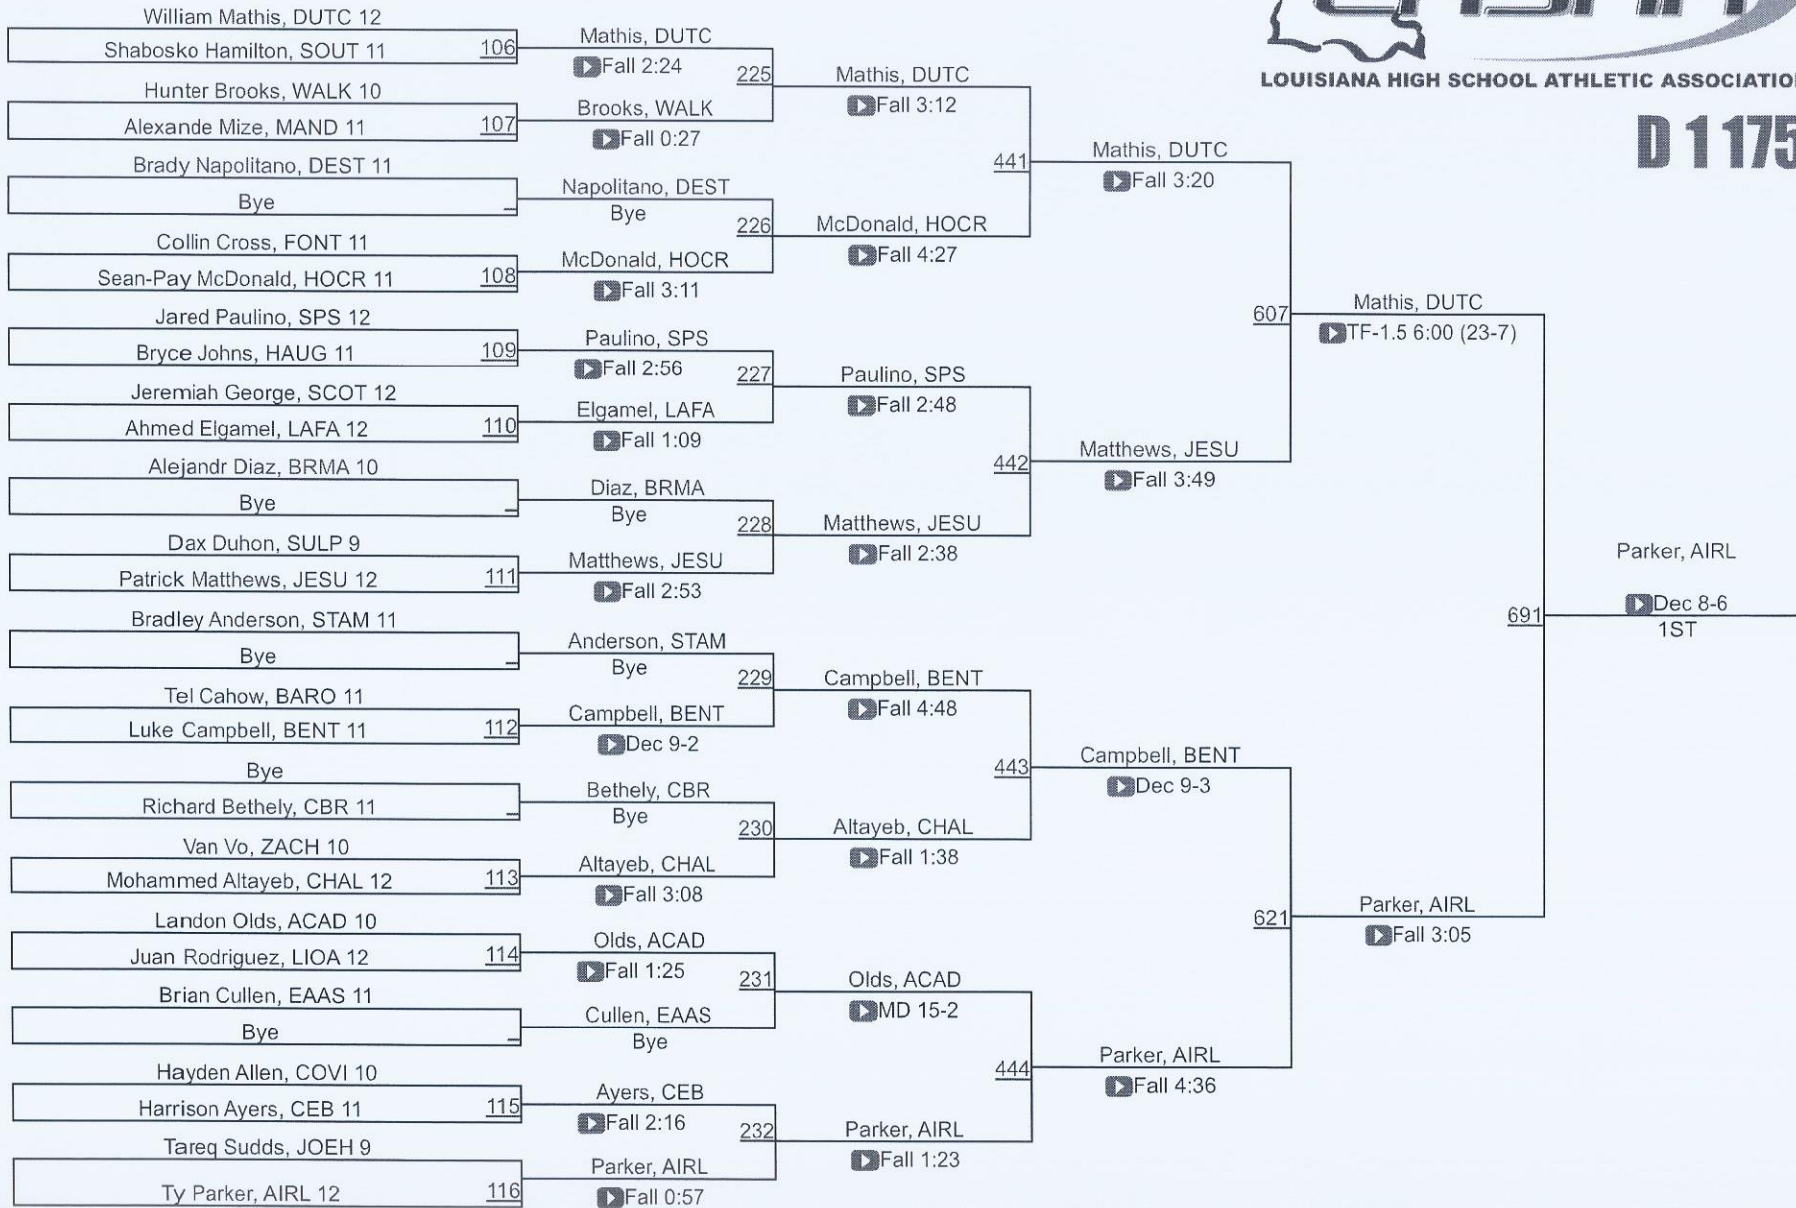 LOUISIANA HIGH SCHOOL ATHLETIC ASSOCIATION
D 1 175
William Mathis, DUTC 12
Shabosko Hamilton, SOUT 11 106
Hunter Brooks, WALK 10
Alexande Mize, MAND 11 107
Brady Napolitano, DEST 11
Bye
Collin Cross, FONT 11
Sean-Pay McDonald, HOCR 11 108
Jared Paulino, SPS 12
Bryce Johns, HAUG 11 109
Jeremiah George, SCOT 12
Ahmed Elgamel, LAFA 12 110
Alejandr Diaz, BRMA 10
Bye
Dax Duhon, SULP 9
Patrick Matthews, JESU 12 111
Bradley Anderson, STAM 11
Bye
Tel Cahow, BARO 11
Luke Campbell, BENT 11 112
Bye
Richard Bethely, CBR 11
Van Vo, ZACH 10
Mohammed Altayeb, CHAL 12 113
Landon Olds, ACAD 10
Juan Rodriguez, LIOA 12 114
Brian Cullen, EAAS 11
Bye
Hayden Allen, COVI 10
Harrison Ayers, CEB 11 115
Tareq Sudds, JOEH 9
Ty Parker, AIRL 12 116
Mathis, DUTC
Fall 2:24
225
Brooks, WALK
Fall 0:27
Napolitano, DEST
Bye
226
McDonald, HOCR
Fall 3:11
Paulino, SPS
Fall 2:56
227
Elgamel, LAFA
Fall 1:09
Diaz, BRMA
Bye
228
Matthews, JESU
Fall 2:53
Anderson, STAM
Bye
229
Campbell, BENT
Dec 9-2
Bethely, CBR
Bye
230
Altayeb, CHAL
Fall 3:08
Olds, ACAD
Fall 1:25
231
Cullen, EAAS
Bye
Ayers, CEB
Fall 2:16
232
Parker, AIRL
Fall 0:57
Mathis, DUTC
Fall 3:12
441
McDonald, HOCR
Fall 4:27
Paulino, SPS
Fall 2:48
442
Matthews, JESU
Fall 2:38
Campbell, BENT
Fall 4:48
443
Altayeb, CHAL
Fall 1:38
Olds, ACAD
MD 15-2
444
Parker, AIRL
Fall 1:23
Mathis, DUTC
Fall 3:20
607
Matthews, JESU
Fall 3:49
Campbell, BENT
Dec 9-3
621
Parker, AIRL
Fall 4:36
Mathis, DUTC
TF-1.5 6:00 (23-7)
691
Parker, AIRL
Fall 3:05
Parker, AIRL
Dec 8-6
1ST